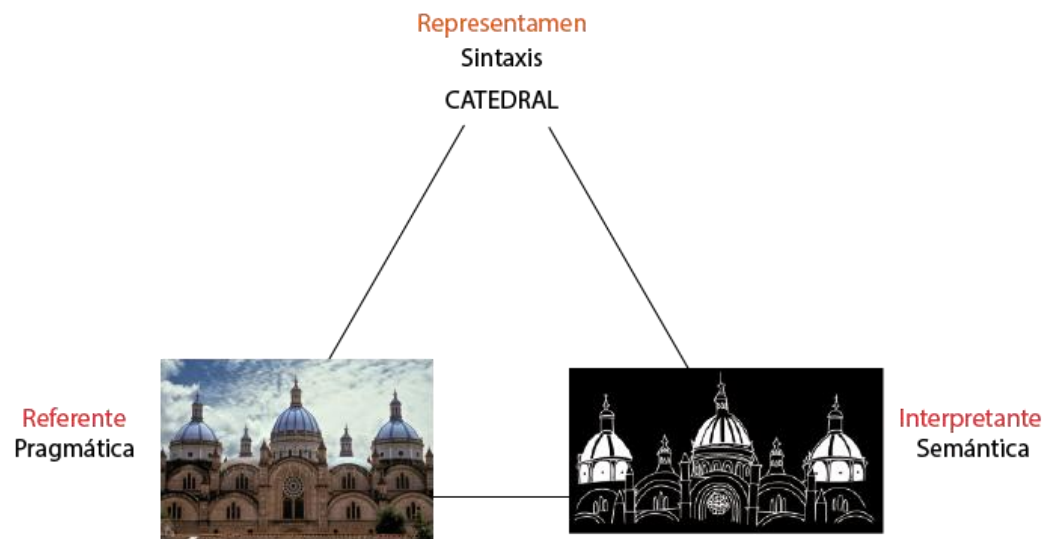 Representamen
Sintaxis
CATEDRAL
Referente
Pragmática
Interpretante
Semántica